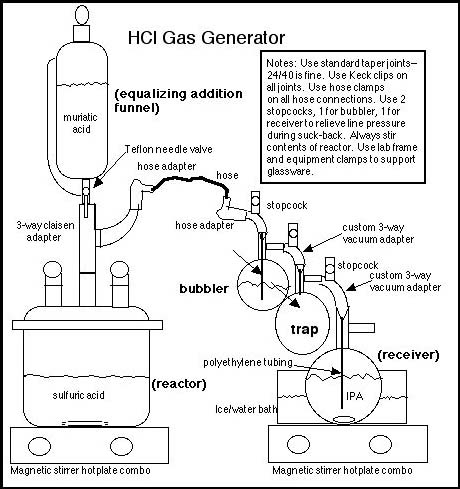 HCl Gas Generator
Notes: Use standard taper joints--
24/40 is fine. Use Keck clips on
all joints. Use hose clamps
on all hose connections. Use 2
stopcocks, 1 for bubbler, 1 for
receiver to relieve line pressure
during suck-back. Always stir
contents of reactor. Use lab frame
and equipment clamps to support
glassware.
(equalizing addition
funnel)
muriatic
acid
Teflon needle valve
hose adapter
hose
3-way claisen
adapter
hose adapter
stopcock
custom 3-way
vacuum adapter
stopcock
custom 3-way
vacuum adapter
bubbler
trap
(receiver)
polyethylene tubing
(reactor)
sulfuric acid
IPA
Ice/water bath
Magnetic stirrer hotplate combo
Magnetic stirrer hotplate combo